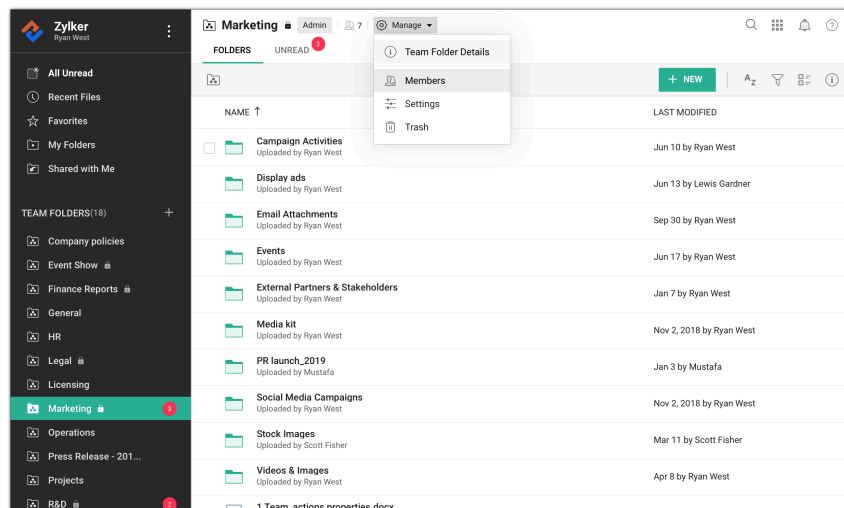 Zylker
Ryan West
All Unread
Recent Files
Favorites
My Folders
Shared with Me
TEAM FOLDERS(18) +
Company policies
Event Show
Finance Reports
General
HR
Legal
Licensing
Marketing 3
Operations
Press Release - 201...
Projects
R&D 2
Marketing Admin 7 Manage
FOLDERS UNREAD 3
Team Folder Details
Members
Settings
Trash
+ NEW AZ
NAME ↑ LAST MODIFIED
Campaign Activities
Uploaded by Ryan West
Jun 10 by Ryan West
Display ads
Uploaded by Ryan West
Jun 13 by Lewis Gardner
Email Attachments
Uploaded by Ryan West
Sep 30 by Ryan West
Events
Uploaded by Ryan West
Jun 17 by Ryan West
External Partners & Stakeholders
Uploaded by Ryan West
Jan 7 by Ryan West
Media kit
Uploaded by Ryan West
Nov 2, 2018 by Ryan West
PR launch_2019
Uploaded by Mustafa
Jan 3 by Mustafa
Social Media Campaigns
Uploaded by Ryan West
Nov 2, 2018 by Ryan West
Stock Images
Uploaded by Scott Fisher
Mar 11 by Scott Fisher
Videos & Images
Uploaded by Ryan West
Apr 8 by Ryan West
1 Team_actions properties.docx